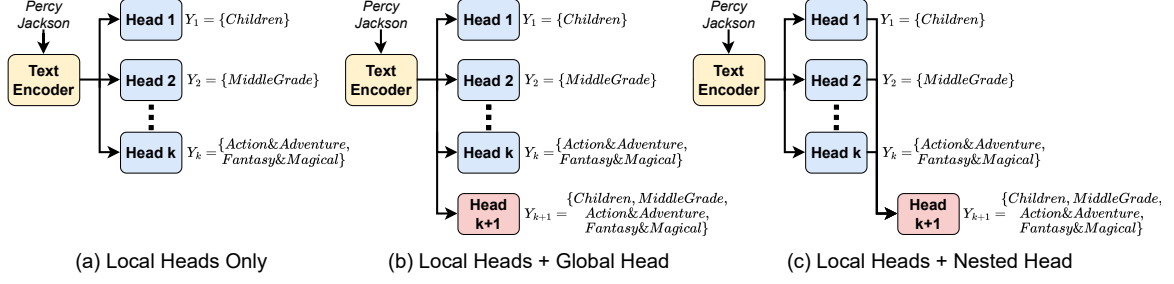 Percy
Jackson
Text
Encoder
Head 1
Y₁ = {Children}
Head 2
Y₂ = {MiddleGrade}
Head k
Yₖ = {Action&Adventure,
Fantasy&Magical}
(a) Local Heads Only
Percy
Jackson
Text
Encoder
Head 1
Y₁ = {Children}
Head 2
Y₂ = {MiddleGrade}
Head k
Yₖ = {Action&Adventure,
Fantasy&Magical}
Head
k+1
Yₖ₊₁ = {Children, MiddleGrade,
Action&Adventure,
Fantasy&Magical}
(b) Local Heads + Global Head
Percy
Jackson
Text
Encoder
Head 1
Y₁ = {Children}
Head 2
Y₂ = {MiddleGrade}
Head k
Yₖ = {Action&Adventure,
Fantasy&Magical}
Head
k+1
Yₖ₊₁ = {Children, MiddleGrade,
Action&Adventure,
Fantasy&Magical}
(c) Local Heads + Nested Head